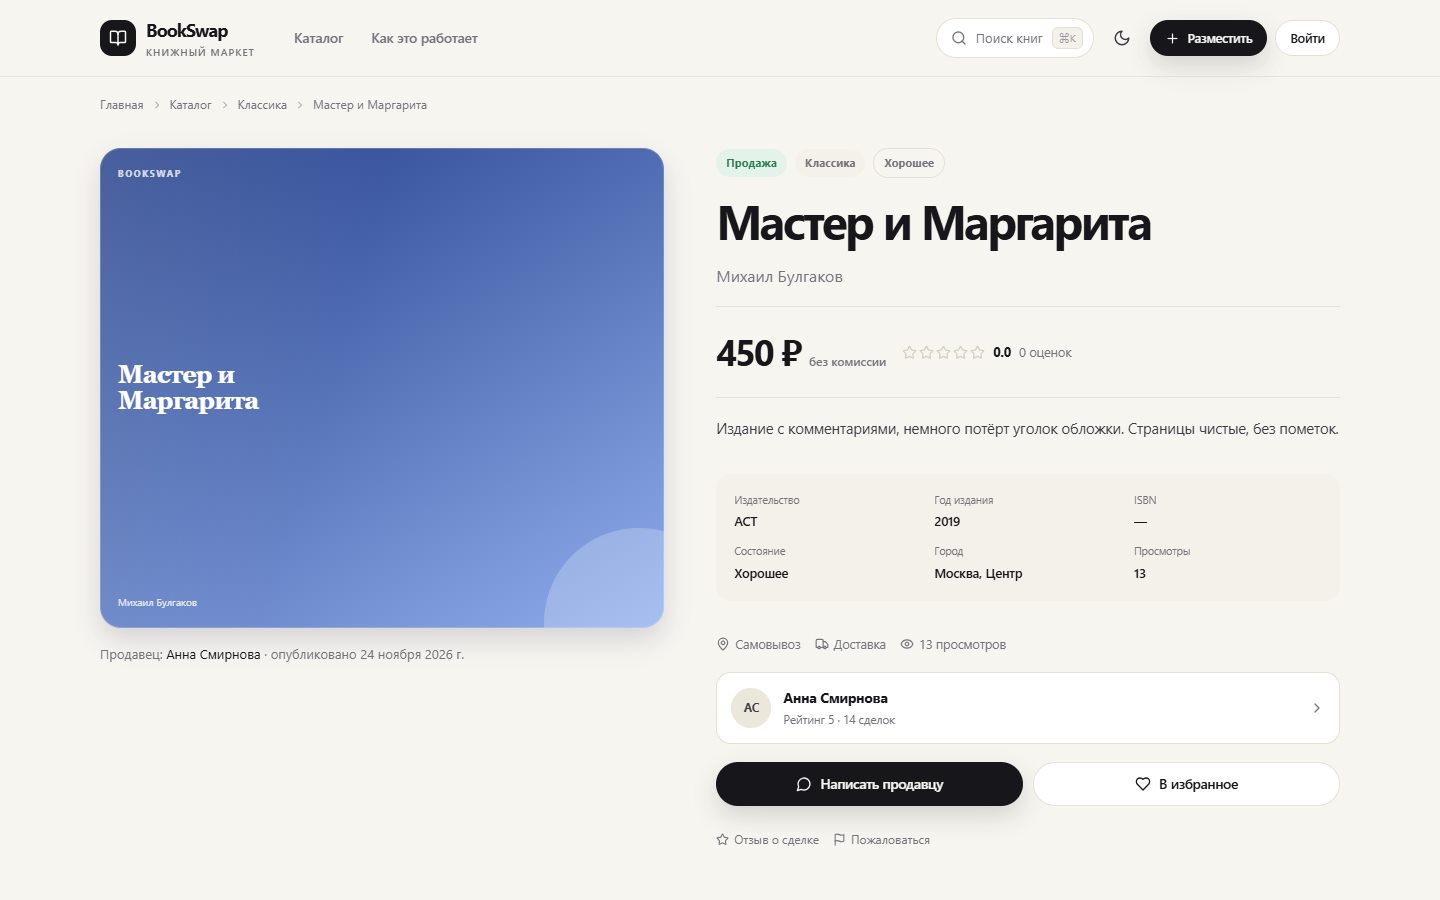 BookSwap
КНИЖНЫЙ МАРКЕТ
Каталог
Как это работает
Поиск книг
⌘K
Разместить
Войти
Главная > Каталог > Классика > Мастер и Маргарита
BOOKSWAP
Мастер и
Маргарита
Михаил Булгаков
Продавец: Анна Смирнова · опубликовано 24 ноября 2026 г.
Продажа
Классика
Хорошее
Мастер и Маргарита
Михаил Булгаков
450 ₽ без комиссии
0.0 0 оценок
Издание с комментариями, немного потёрт уголок обложки. Страницы чистые, без пометок.
Издательство
АСТ
Год издания
2019
ISBN
—
Состояние
Хорошее
Город
Москва, Центр
Просмотры
13
Самовывоз
Доставка
13 просмотров
АС
Анна Смирнова
Рейтинг 5 · 14 сделок
Написать продавцу
В избранное
Отзыв о сделке
Пожаловаться